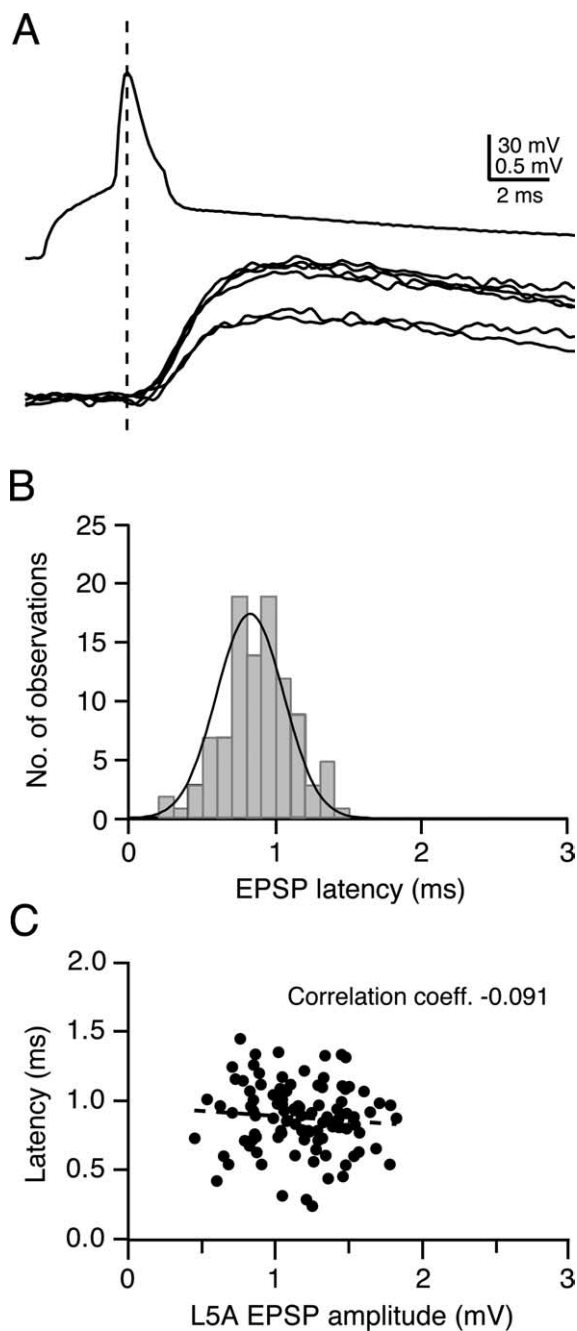 A
30 mV
0.5 mV
2 ms
B
25
20
15
10
5
0
No. of observations
0 1 2 3
EPSP latency (ms)
C
2.0
1.5
1.0
0.5
0.0
Latency (ms)
Correlation coeff. -0.091
0 1 2 3
L5A EPSP amplitude (mV)